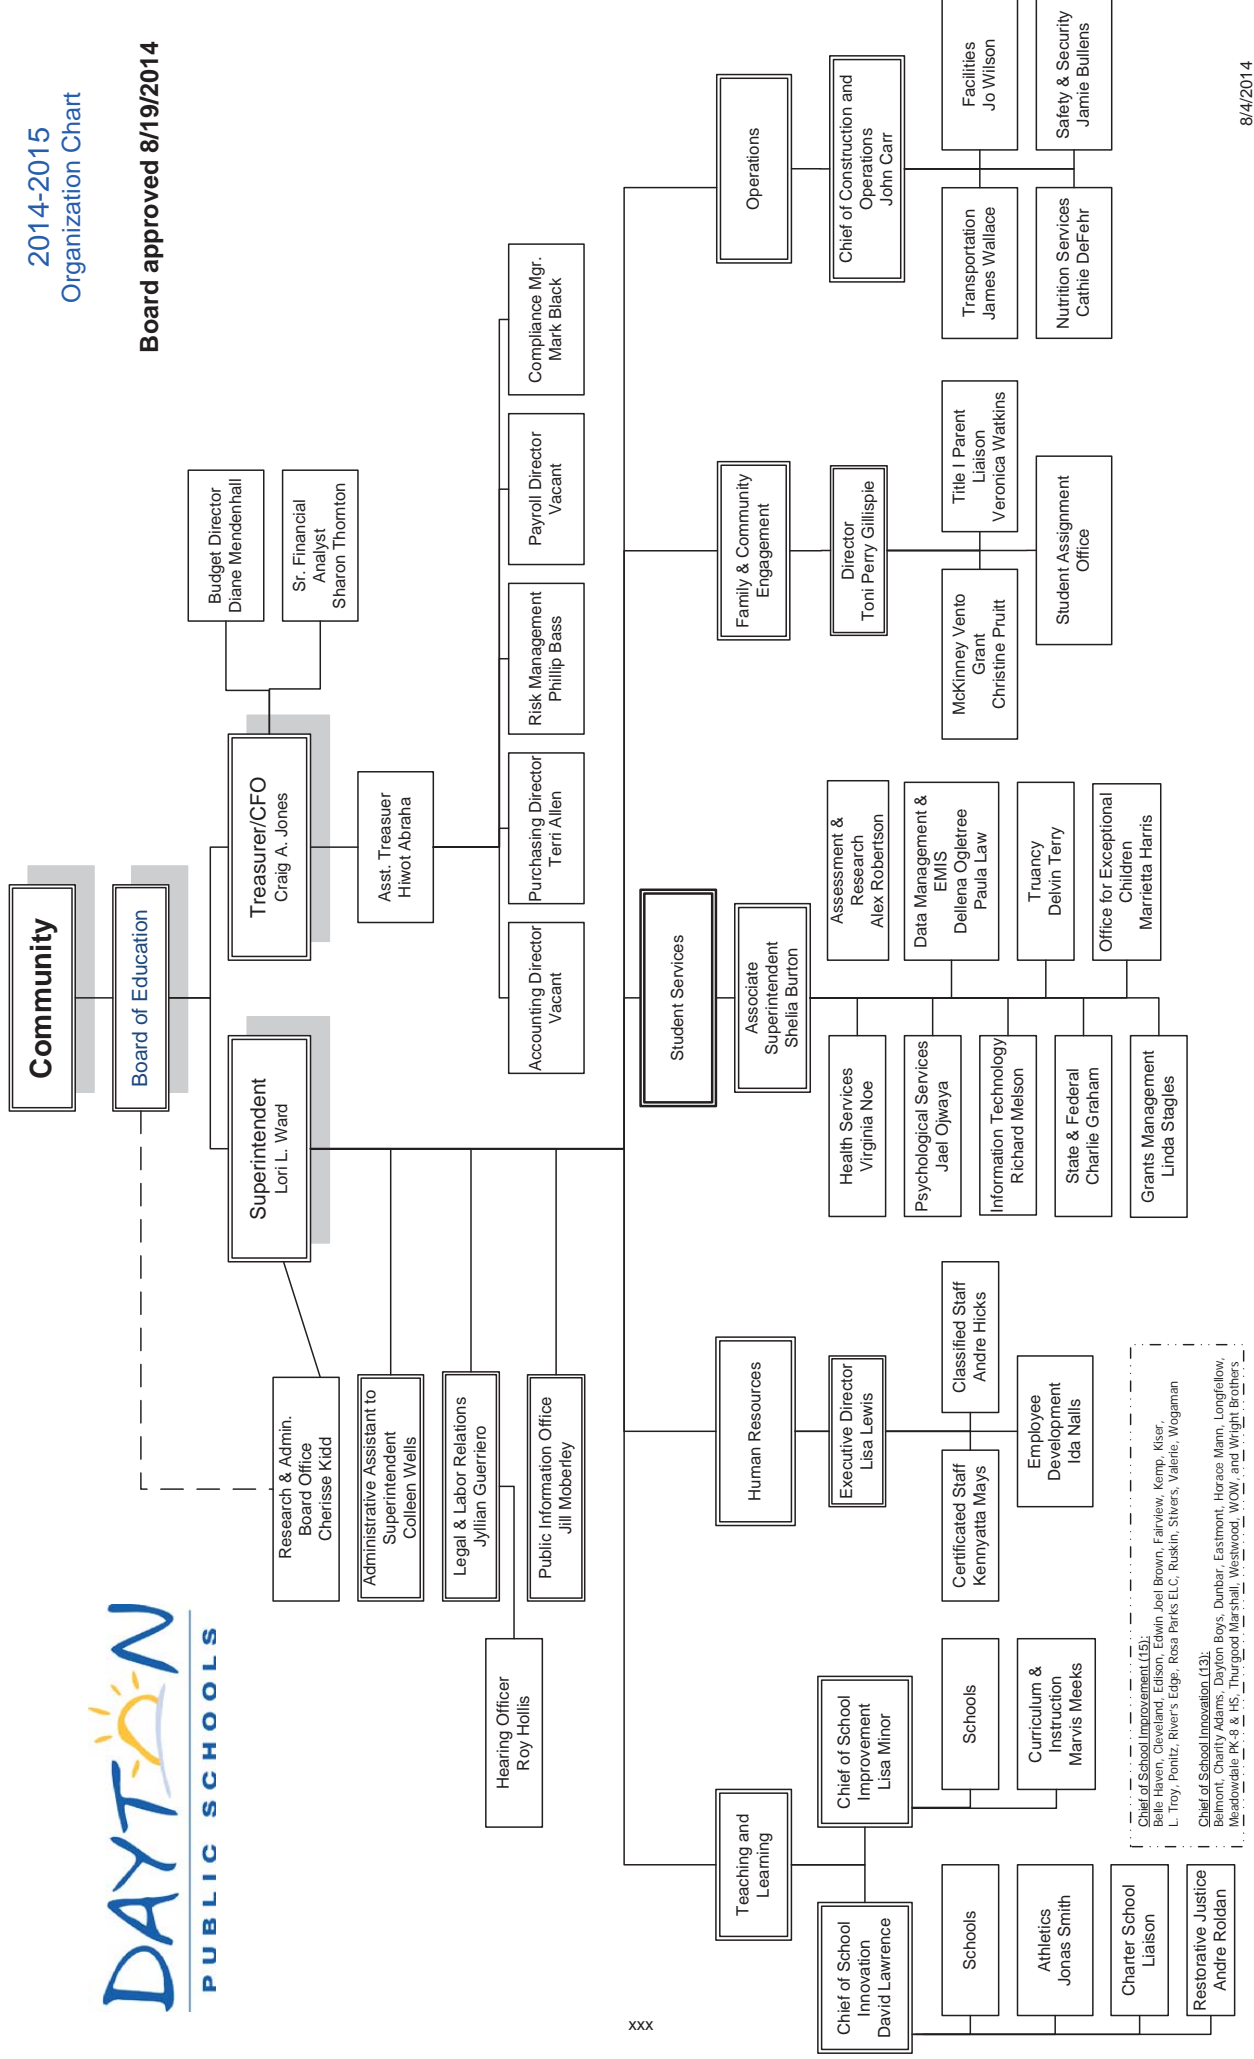 DAYTON
PUBLIC SCHOOLS
2014-2015
Organization Chart
Board approved 8/19/2014
Community
Board of Education
Superintendent
Lori L. Ward
Treasurer/CFO
Craig A. Jones
Budget Director
Diane Mendenhall
Sr. Financial
Analyst
Sharon Thornton
Research & Admin.
Board Office
Cherisse Kidd
Administrative Assistant to
Superintendent
Colleen Wells
Legal & Labor Relations
Jyllian Guerriero
Hearing Officer
Roy Hollis
Public Information Office
Jill Moberley
Asst. Treasuer
Hiwot Abraha
Accounting Director
Vacant
Purchasing Director
Terri Allen
Risk Management
Phillip Bass
Payroll Director
Vacant
Compliance Mgr.
Mark Black
Teaching and
Learning
Chief of School
Innovation
David Lawrence
Schools
Athletics
Jonas Smith
Charter School
Liaison
Restorative Justice
Andre Roldan
Chief of School
Improvement
Lisa Minor
Schools
Curriculum &
Instruction
Marvis Meeks
Human Resources
Executive Director
Lisa Lewis
Certificated Staff
Kennyatta Mays
Classified Staff
Andre Hicks
Employee
Development
Ida Nalls
Student Services
Associate
Superintendent
Shelia Burton
Health Services
Virginia Noe
Psychological Services
Jael Ojwaya
Information Technology
Richard Melson
State & Federal
Charlie Graham
Grants Management
Linda Stagles
Assessment &
Research
Alex Robertson
Data Management &
EMIS
Dellena Ogletree
Paula Law
Truancy
Delvin Terry
Office for Exceptional
Children
Marrietta Harris
Family & Community
Engagement
Director
Toni Perry Gillispie
McKinney Vento
Grant
Christine Pruitt
Title I Parent
Liaison
Veronica Watkins
Student Assignment
Office
Operations
Chief of Construction and
Operations
John Carr
Transportation
James Wallace
Facilities
Jo Wilson
Nutrition Services
Cathie DeFehr
Safety & Security
Jamie Bullens
Chief of School Improvement (15):
Belle Haven, Cleveland, Edison, Edwin Joel Brown, Fairview, Kemp, Kiser,
L. Troy, Ponitz, River's Edge, Rosa Parks ELC, Ruskin, Stivers, Valerie, Wogaman
Chief of School Innovation (13):
Belmont, Charity Adams, Dayton Boys, Dunbar, Eastmont, Horace Mann, Longfellow,
Meadowdale PK-8 & HS, Thurgood Marshall, Westwood, WOW, and Wright Brothers
8/4/2014
xxx